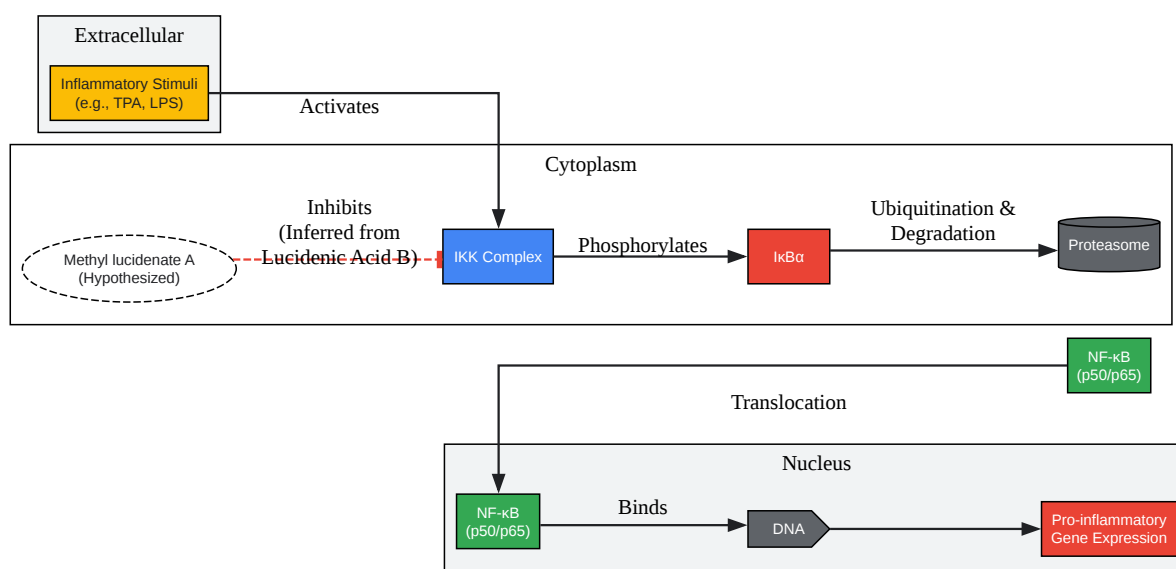 Extracellular
Inflammatory Stimuli
(e.g., TPA, LPS)
Activates
Cytoplasm
Inhibits
(Inferred from
Lucidenic Acid B)
Methyl lucidenate A
(Hypothesized)
IKK Complex
Phosphorylates
IκBα
Ubiquitination &
Degradation
Proteasome
NF-κB
(p50/p65)
Translocation
Nucleus
NF-κB
(p50/p65)
Binds
DNA
Pro-inflammatory
Gene Expression